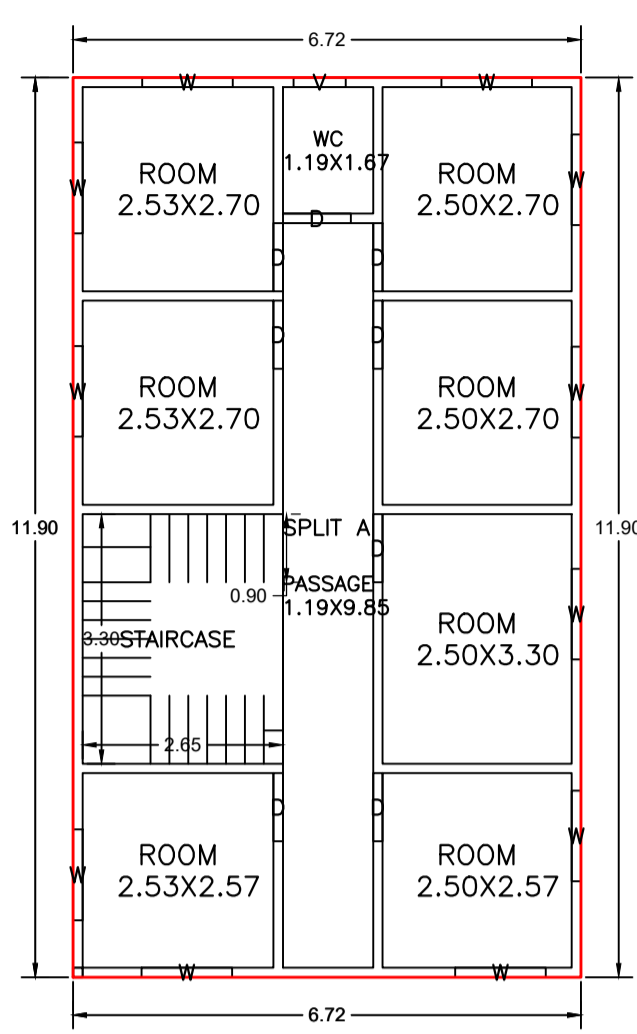 6.72
W
V
W
WC
1.19X1.67
ROOM
2.53X2.70
ROOM
2.50X2.70
W
W
D
D
D
D
D
ROOM
2.53X2.70
ROOM
2.50X2.70
W
W
11.90
11.90
SPLIT A
D
PASSAGE
1.19X9.85
0.90
3.30
STAIRCASE
ROOM
2.50X3.30
W
2.65
D
D
ROOM
2.53X2.57
ROOM
2.50X2.57
W
W
W
W
6.72